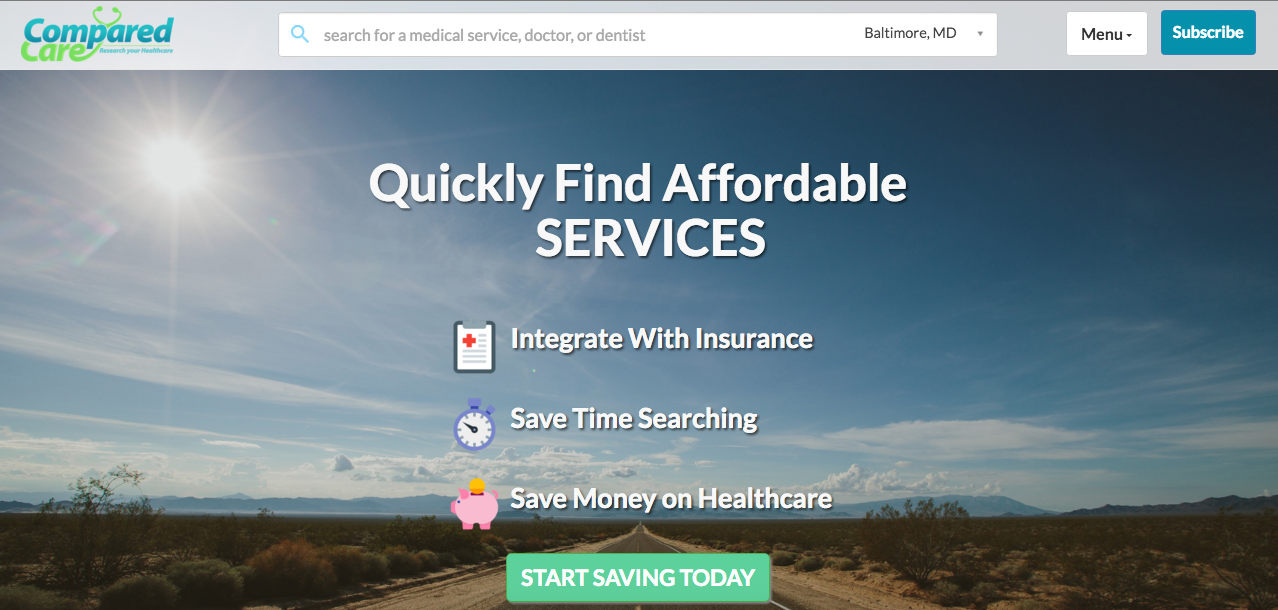 Compared
Care
Research your Healthcare
search for a medical service, doctor, or dentist
Baltimore, MD
Menu
Subscribe
Quickly Find Affordable
SERVICES
Integrate With Insurance
Save Time Searching
Save Money on Healthcare
START SAVING TODAY